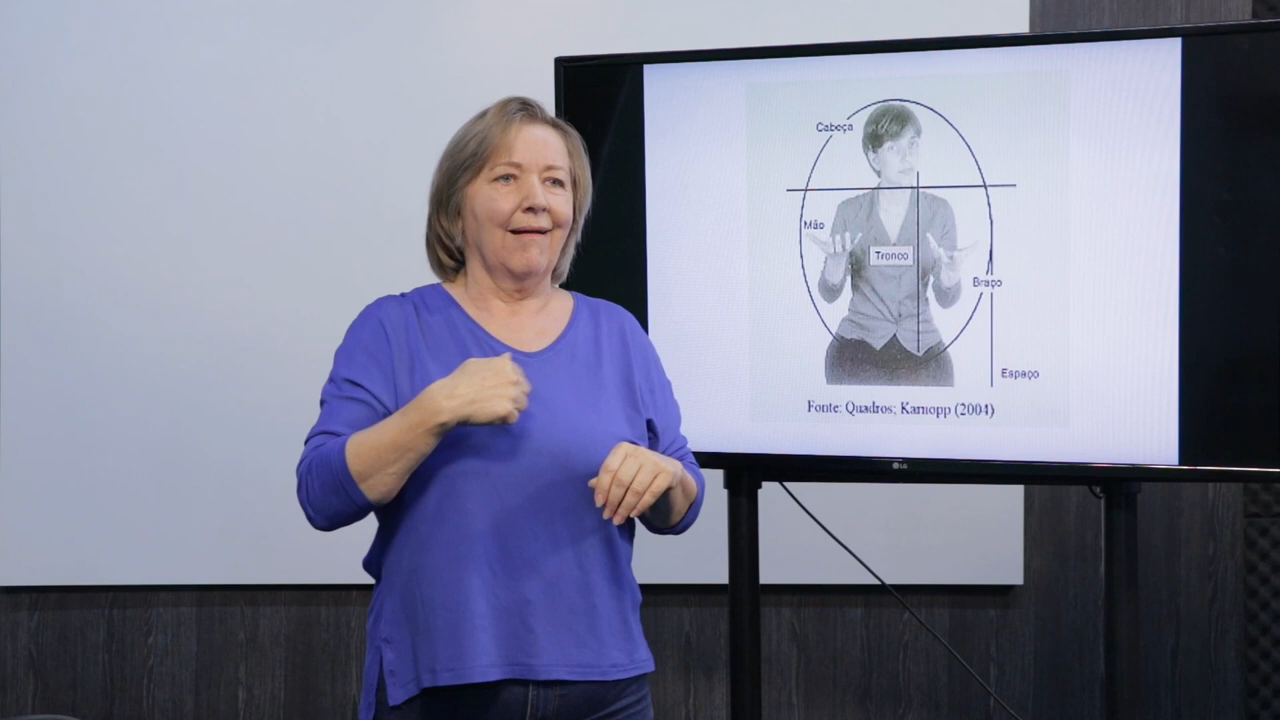 Cabeça
Mão
Tronco
Braço
Espaço
Fonte: Quadros; Karnopp (2004)
LG